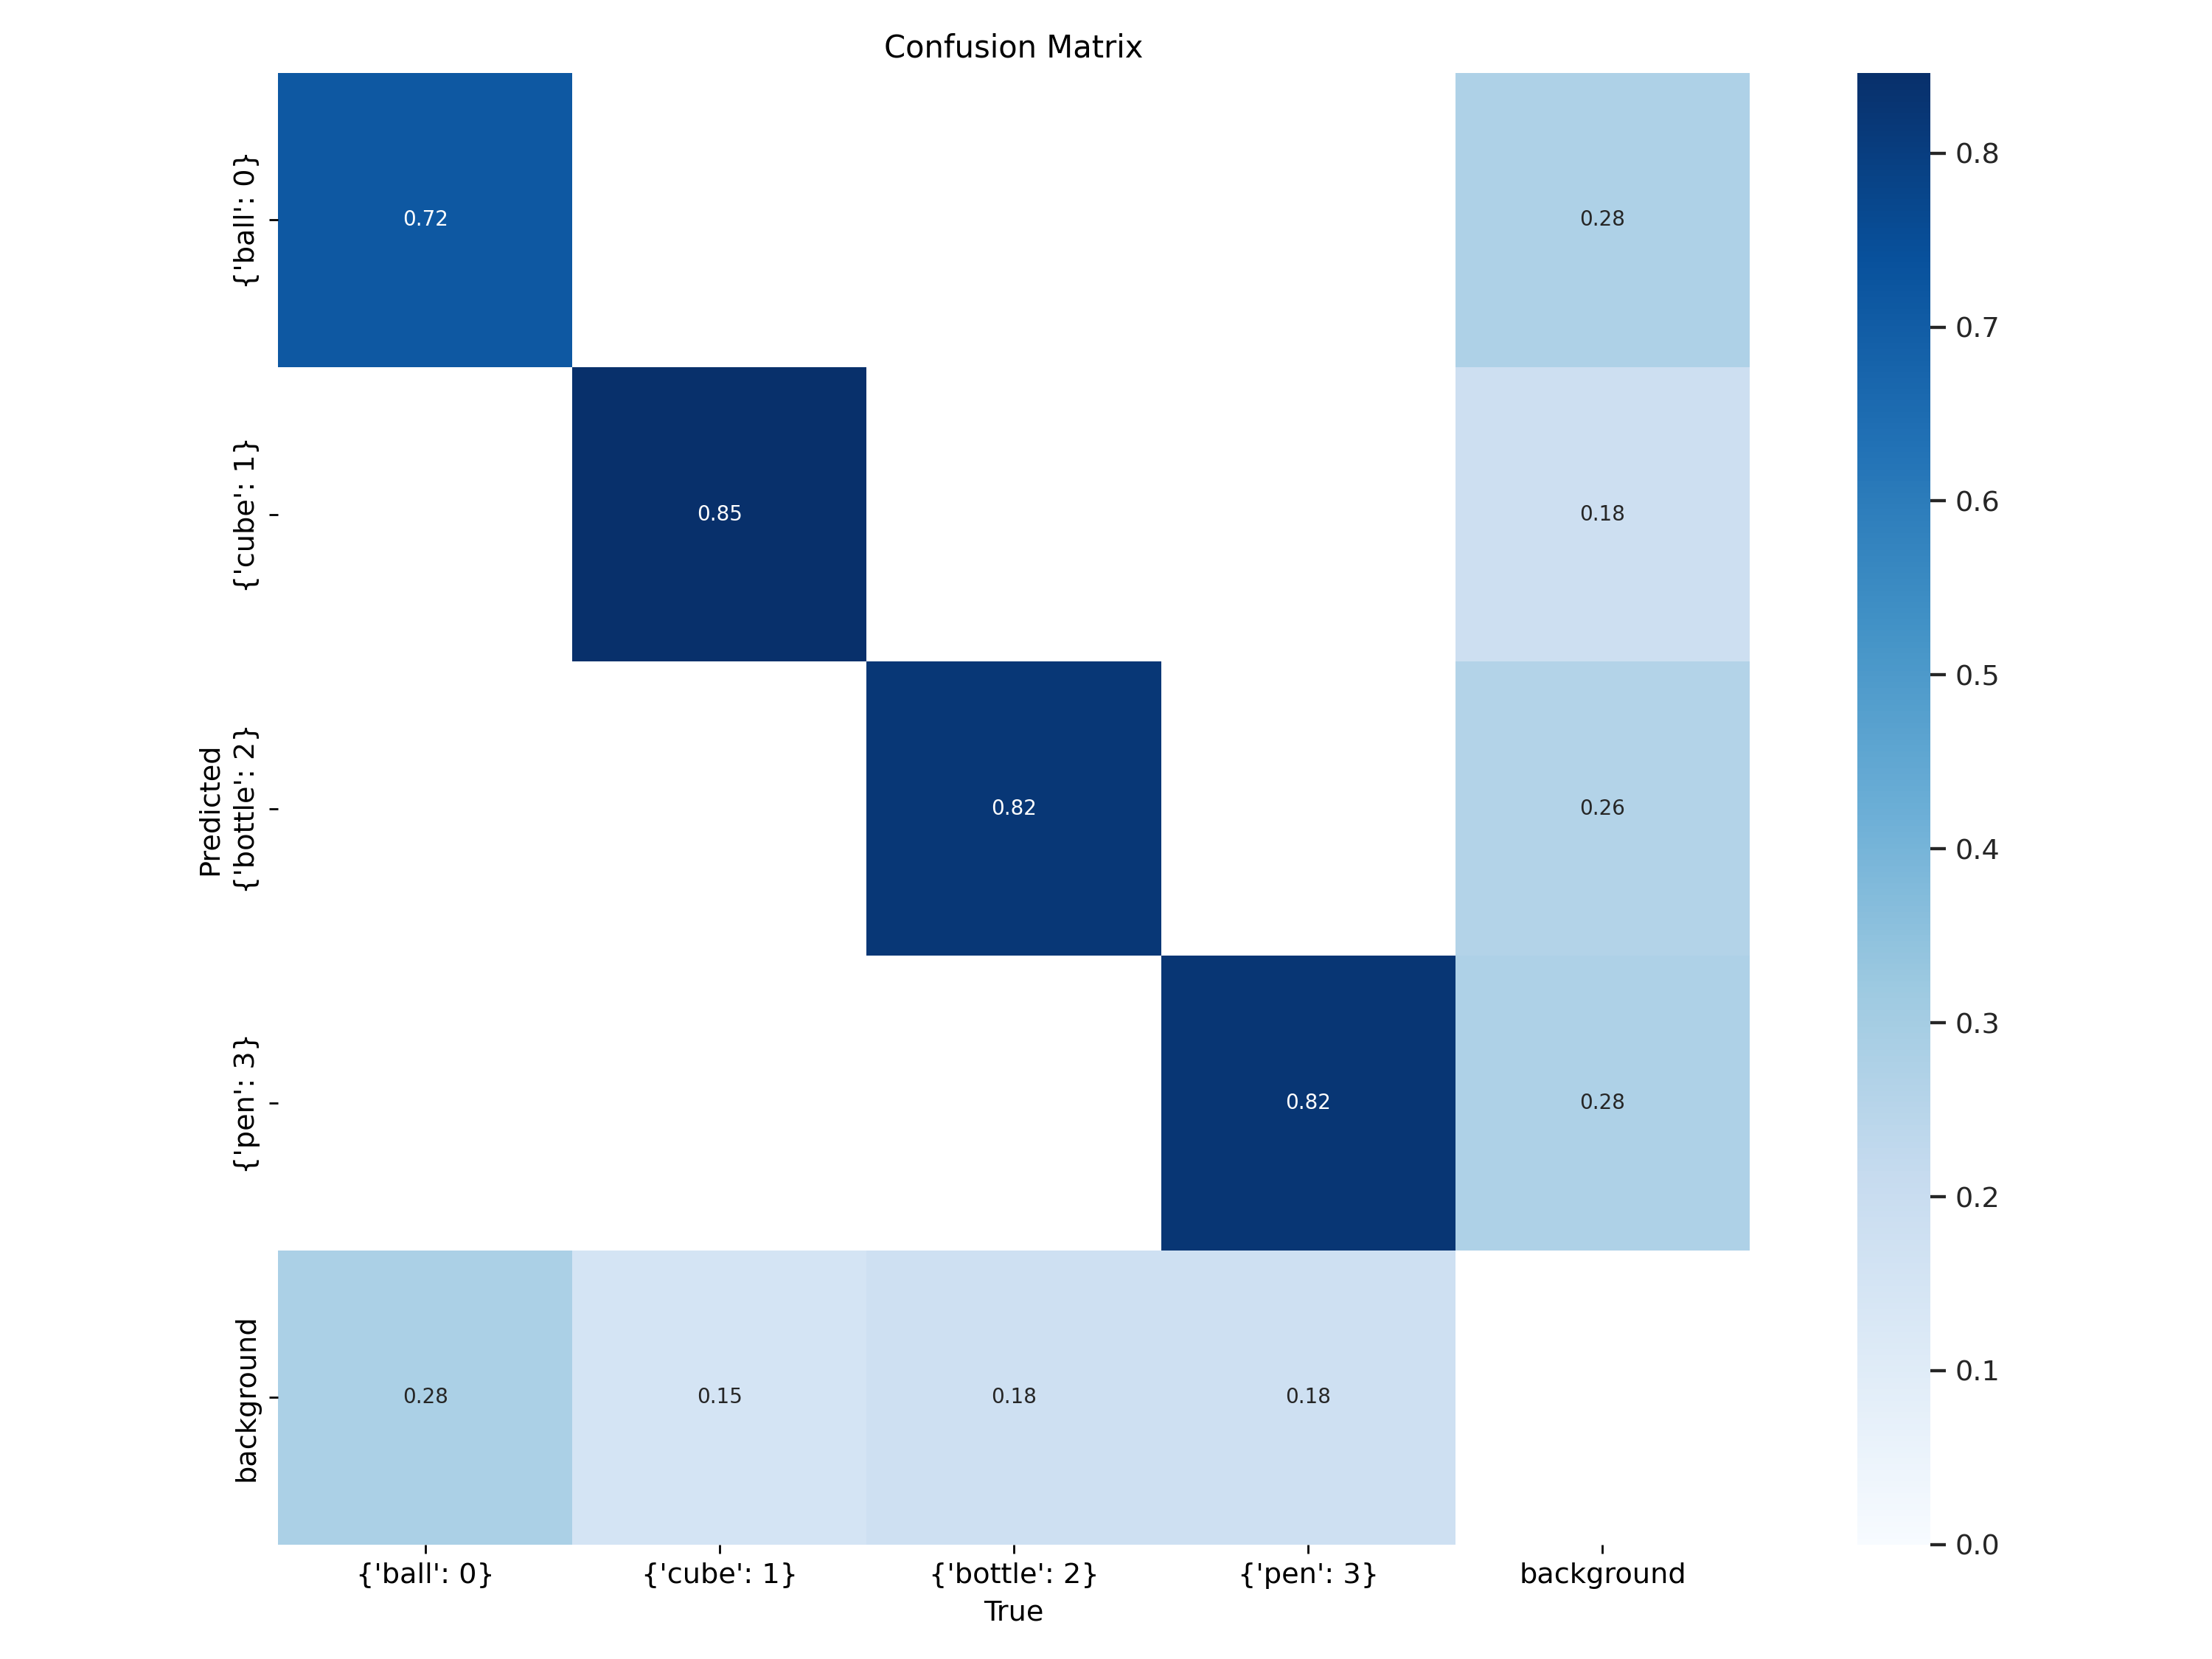 Confusion Matrix
{'ball': 0}
0.72
0.28
0.8
0.7
{'cube': 1}
0.85
0.18
0.6
0.5
Predicted
{'bottle': 2}
0.82
0.26
0.4
0.3
{'pen': 3}
0.82
0.28
0.2
0.1
background
0.28
0.15
0.18
0.18
0.0
{'ball': 0}
{'cube': 1}
{'bottle': 2}
{'pen': 3}
background
True